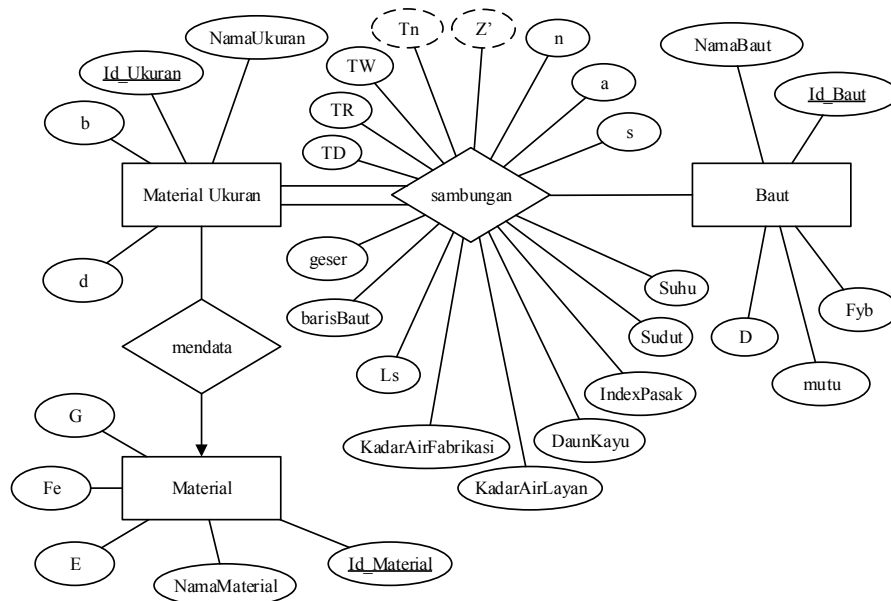 Tn
Z’
NamaUkuran
n
NamaBaut
TW
Id_Ukuran
a
Id_Baut
TR
b
s
TD
Material Ukuran
sambungan
Baut
geser
d
Suhu
Fyb
barisBaut
Sudut
D
mendata
Ls
mutu
IndexPasak
G
DaunKayu
KadarAirFabrikasi
Fe
Material
KadarAirLayan
E
Id_Material
NamaMaterial